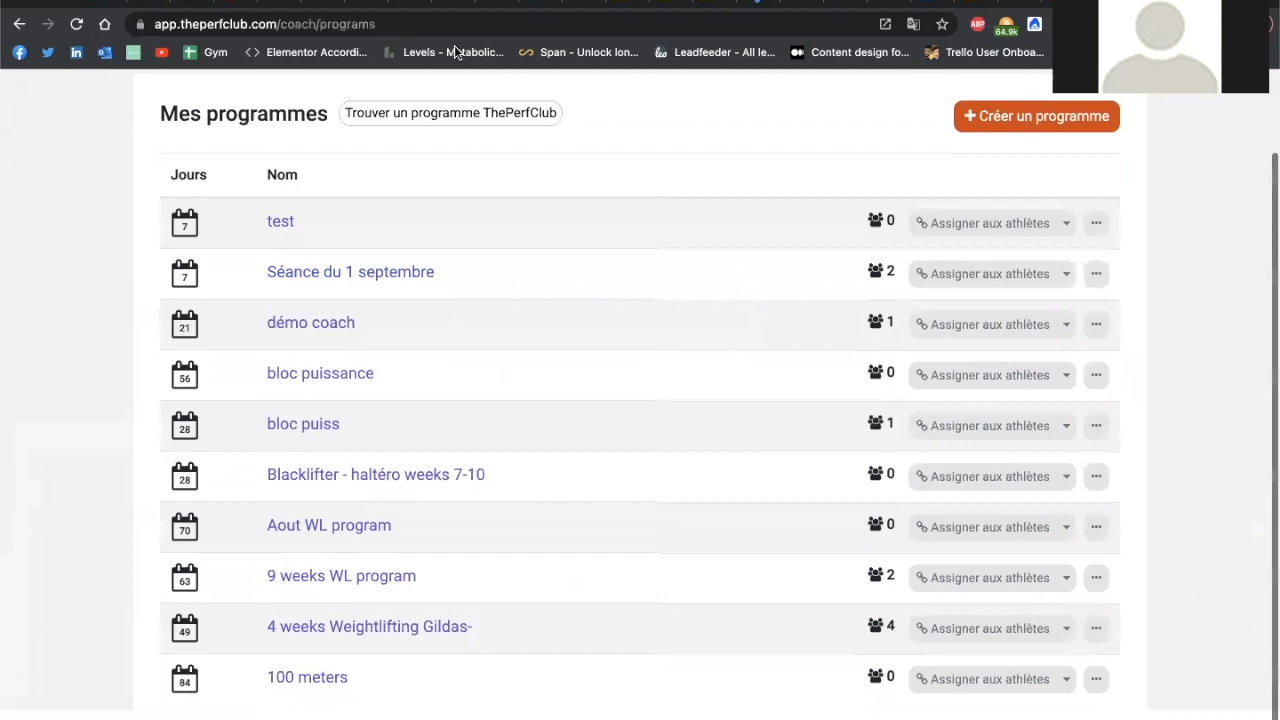 app.theperfclub.com/coach/programs
ABP
64.9k
Gym
Elementor Accordi...
Levels - Metabolic...
Span - Unlock lon...
Leadfeeder - All le...
Content design fo...
Trello User Onboa...
Mes programmes
Trouver un programme ThePerfClub
+ Créer un programme
Jours Nom
7 test 0 Assigner aux athlètes ...
7 Séance du 1 septembre 2 Assigner aux athlètes ...
21 démo coach 1 Assigner aux athlètes ...
56 bloc puissance 0 Assigner aux athlètes ...
28 bloc puiss 1 Assigner aux athlètes ...
28 Blacklifter - haltéro weeks 7-10 0 Assigner aux athlètes ...
70 Aout WL program 0 Assigner aux athlètes ...
63 9 weeks WL program 2 Assigner aux athlètes ...
49 4 weeks Weightlifting Gildas- 4 Assigner aux athlètes ...
84 100 meters 0 Assigner aux athlètes ...